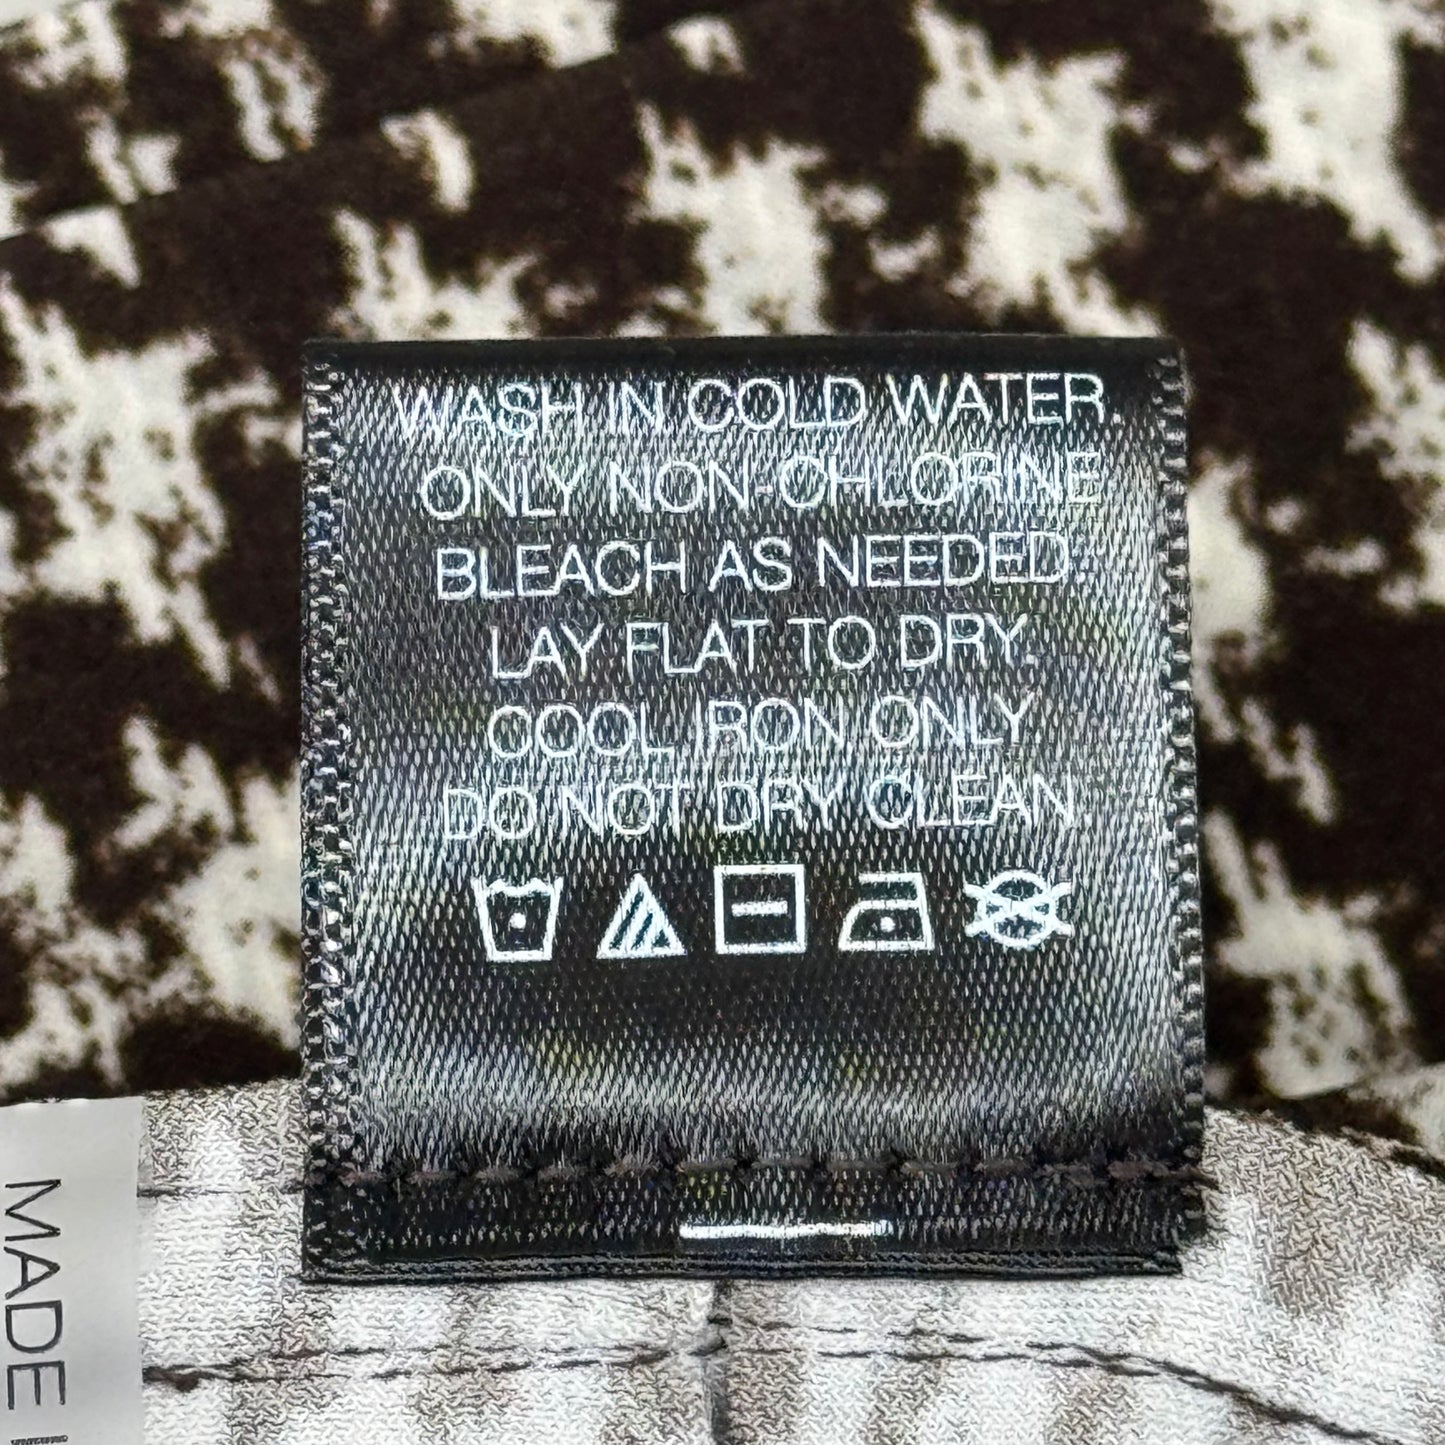 WASH IN COLD WATER.
ONLY NON-CHLORINE
BLEACH AS NEEDED.
LAY FLAT TO DRY.
COOL IRON ONLY
DO NOT DRY CLEAN.
MADE